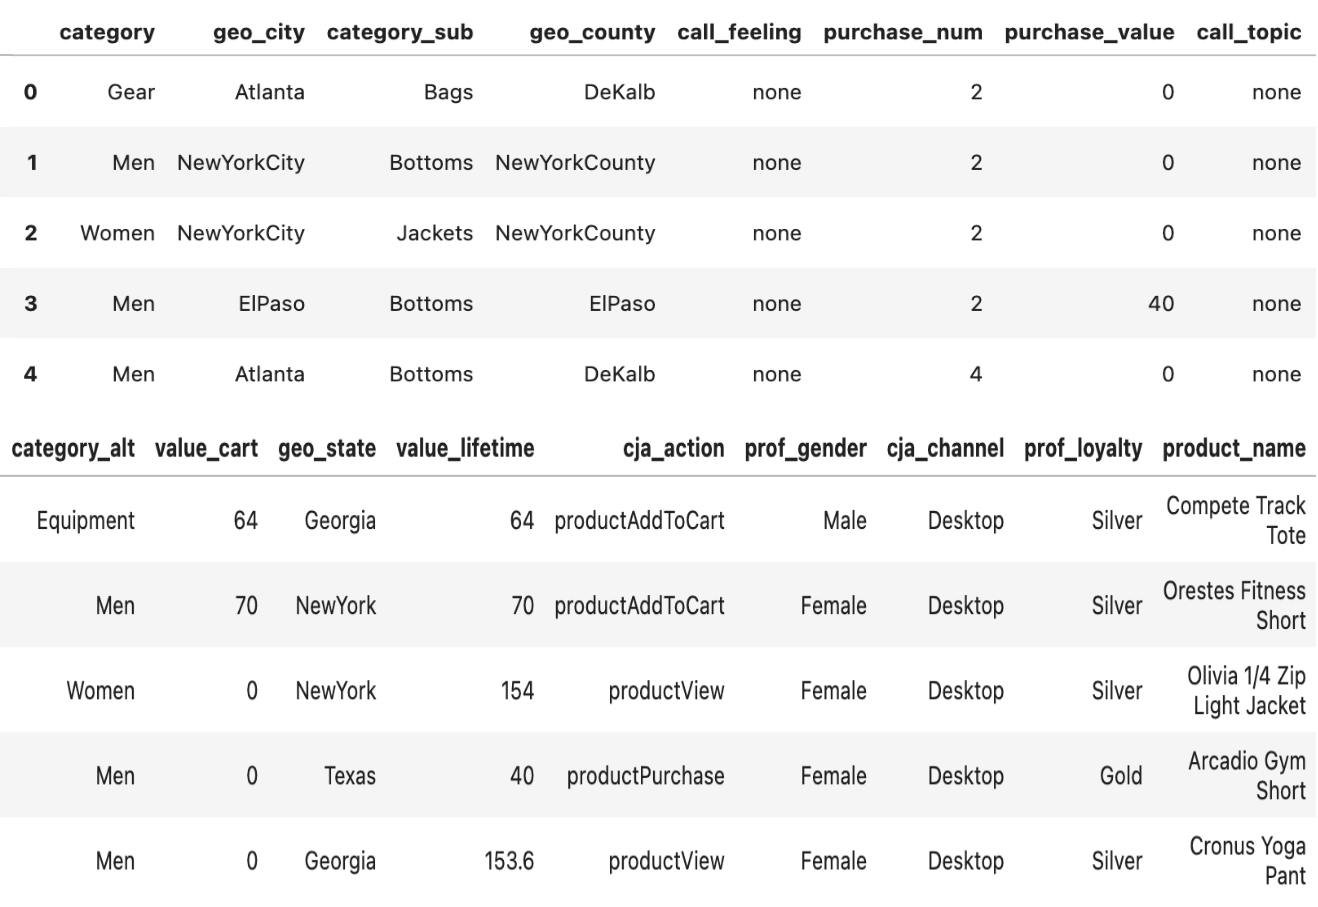 category geo_city category_sub geo_county call_feeling purchase_num purchase_value call_topic
0 Gear Atlanta Bags DeKalb none 2 0 none
1 Men NewYorkCity Bottoms NewYorkCounty none 2 0 none
2 Women NewYorkCity Jackets NewYorkCounty none 2 0 none
3 Men ElPaso Bottoms ElPaso none 2 40 none
4 Men Atlanta Bottoms DeKalb none 4 0 none
category_alt value_cart geo_state value_lifetime cja_action prof_gender cja_channel prof_loyalty product_name
Equipment 64 Georgia 64 productAddToCart Male Desktop Silver Compete Track
Tote
Men 70 NewYork 70 productAddToCart Female Desktop Silver Orestes Fitness
Short
Women 0 NewYork 154 productView Female Desktop Silver Olivia 1/4 Zip
Light Jacket
Men 0 Texas 40 productPurchase Female Desktop Gold Arcadio Gym
Short
Men 0 Georgia 153.6 productView Female Desktop Silver Cronus Yoga
Pant